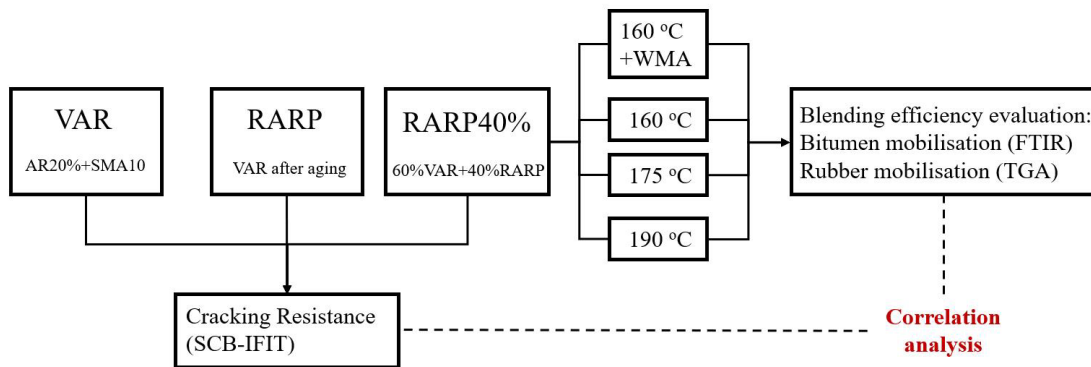 VAR
AR20%+SMA10
RARP
VAR after aging
RARP40%
60%VAR+40%RARP
160 °C
+WMA
160 °C
175 °C
190 °C
Blending efficiency evaluation:
Bitumen mobilisation (FTIR)
Rubber mobilisation (TGA)
Cracking Resistance
(SCB-IFIT)
Correlation
analysis